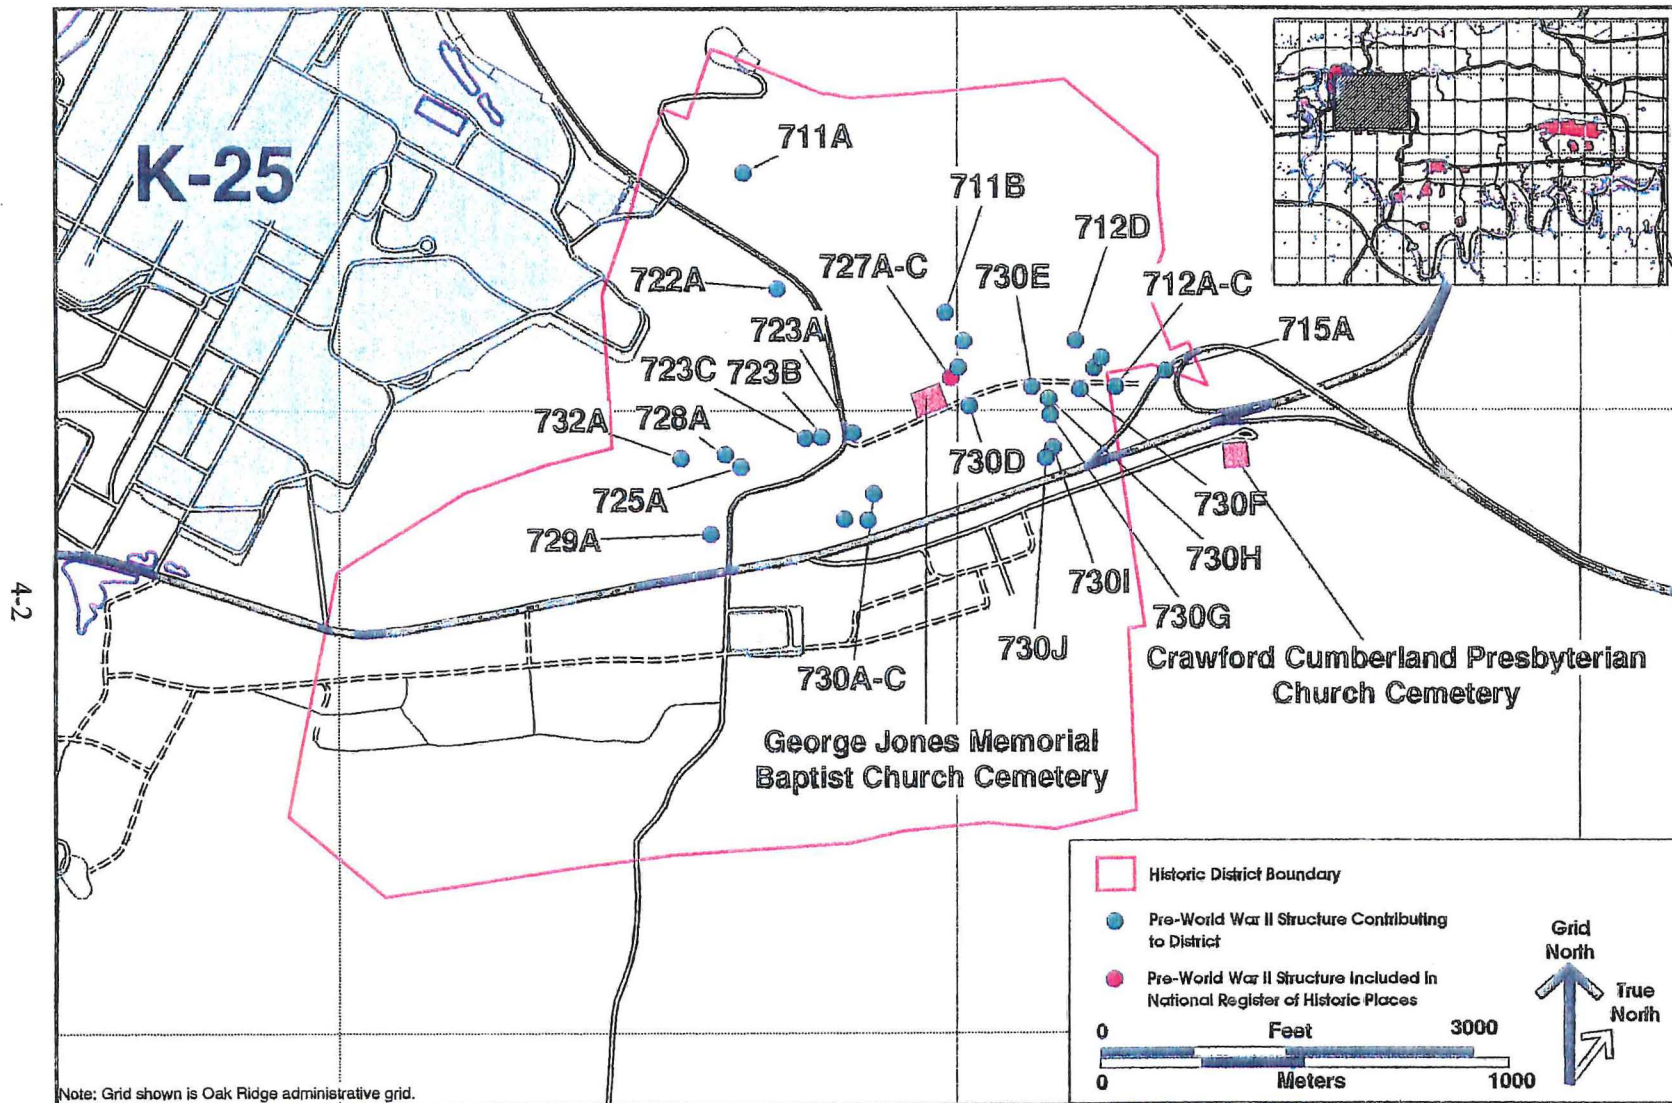 K-25
711A
711B
712D
727A-C
730E
712A-C
722A
723A
715A
723C 723B
732A
728A
730D
725A
730F
729A
730H
730I
730G
730J
730A-C
Crawford Cumberland Presbyterian
Church Cemetery
George Jones Memorial
Baptist Church Cemetery
4-2
Historic District Boundary
Pre-World War II Structure Contributing
to District
Pre-World War II Structure Included in
National Register of Historic Places
Grid
North
True
North
0 Feet 3000
0 Meters 1000
Note: Grid shown is Oak Ridge administrative grid.